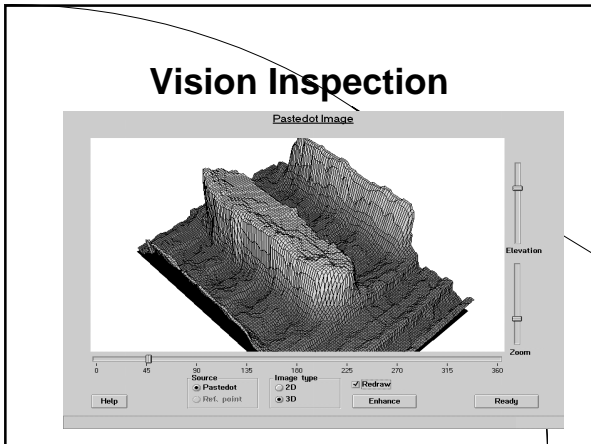 Vision Inspection
Pastedot Image
Elevation
Zoom
0 45 90 135 160 225 270 315 360
Source
Pastedot
Ref. point
Image type
2D
3D
Redraw
Help
Enhance
Ready